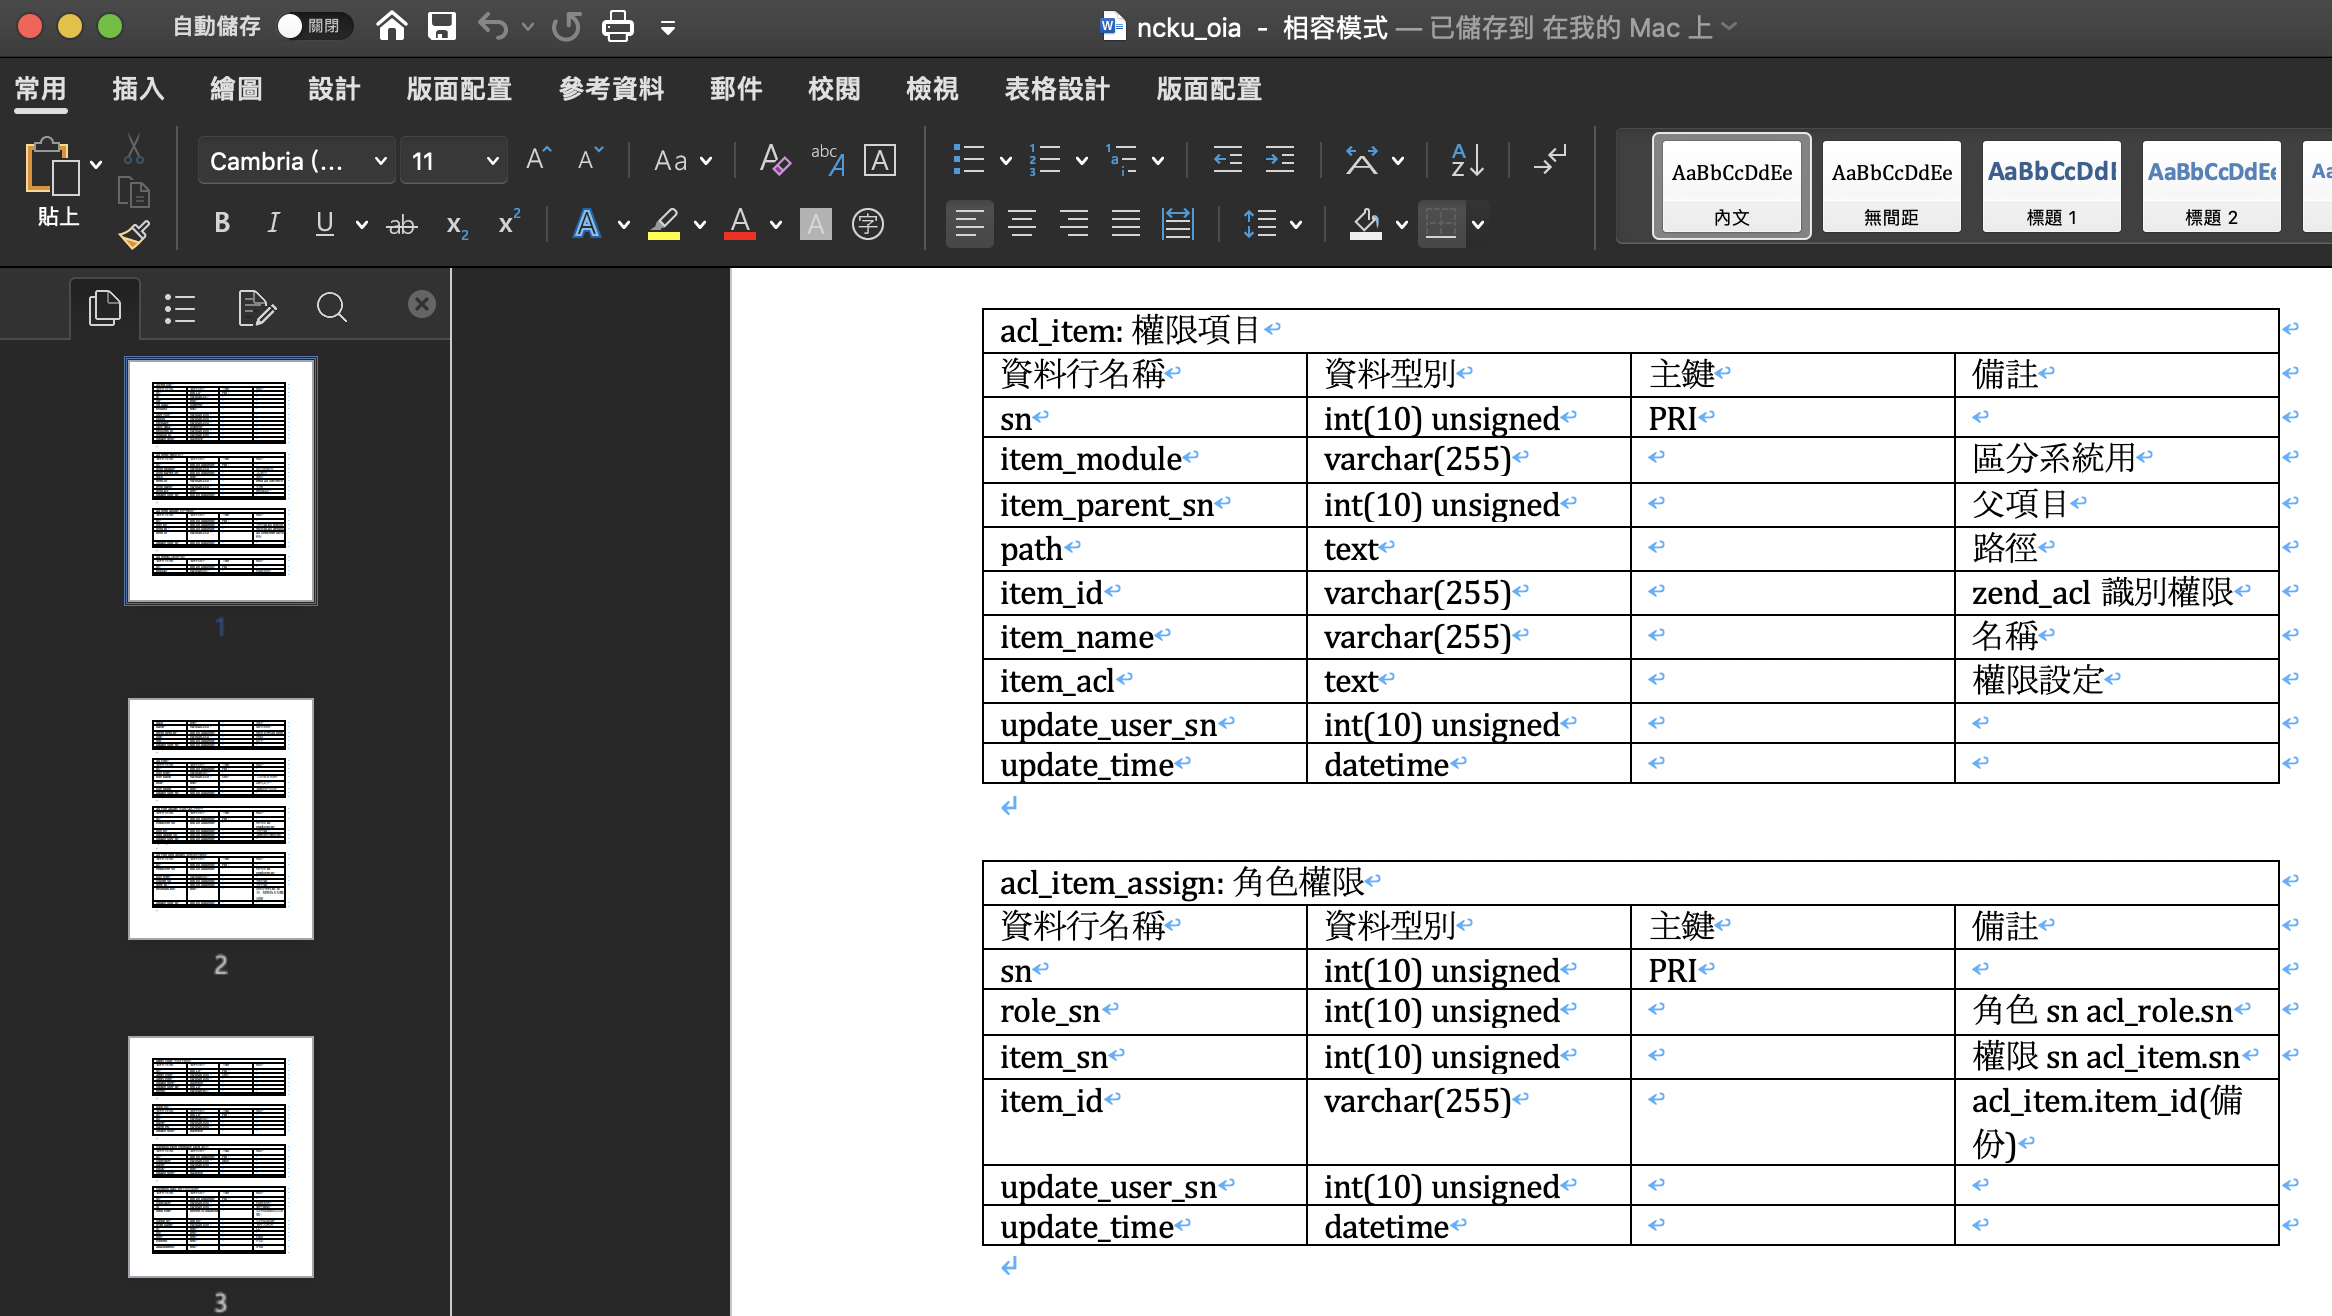 自動儲存 關閉 ncku_oia - 相容模式 — 已儲存到 在我的 Mac 上
常用 插入 繪圖 設計 版面配置 參考資料 郵件 校閱 檢視 表格設計 版面配置
貼上
Cambria (... 11
AaBbCcDdEe AaBbCcDdEe AaBbCcDdI AaBbCcDdEe Aa
內文 無間距 標題 1 標題 2
1
2
3
acl_item: 權限項目
資料行名稱 資料型別 主鍵 備註
sn int(10) unsigned PRI
item_module varchar(255) 區分系統用
item_parent_sn int(10) unsigned 父項目
path text 路徑
item_id varchar(255) zend_acl 識別權限
item_name varchar(255) 名稱
item_acl text 權限設定
update_user_sn int(10) unsigned
update_time datetime
acl_item_assign: 角色權限
資料行名稱 資料型別 主鍵 備註
sn int(10) unsigned PRI
role_sn int(10) unsigned 角色 sn acl_role.sn
item_sn int(10) unsigned 權限 sn acl_item.sn
item_id varchar(255) acl_item.item_id(備
份)
update_user_sn int(10) unsigned
update_time datetime